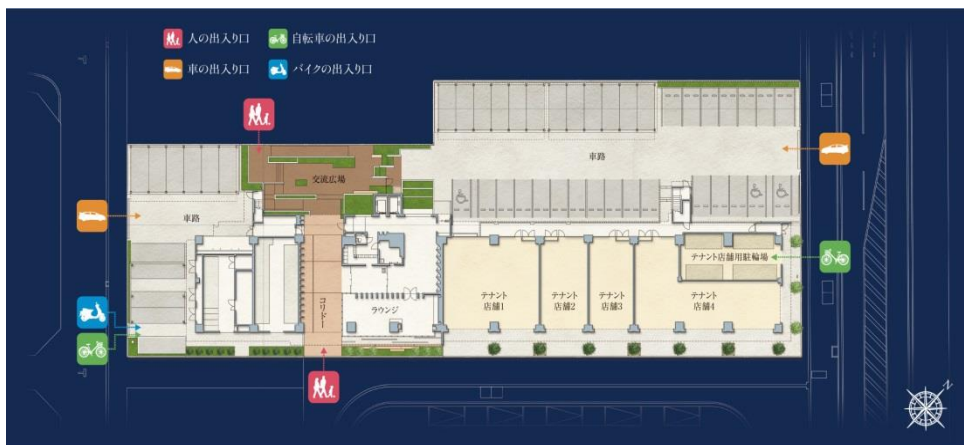 人の出入り口
自転車の出入り口
車の出入り口
バイクの出入り口
交流広場
車路
車路
テナント店舗用駐輪場
コリドー
ラウンジ
テナント
店舗1
テナント
店舗2
テナント
店舗3
テナント
店舗4
N